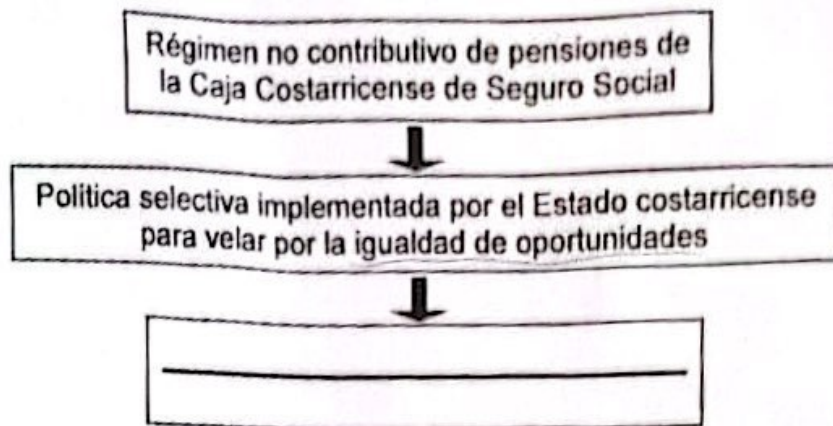 Régimen no contributivo de pensiones de
la Caja Costarricense de Seguro Social
Política selectiva implementada por el Estado costarricense
para velar por la igualdad de oportunidades